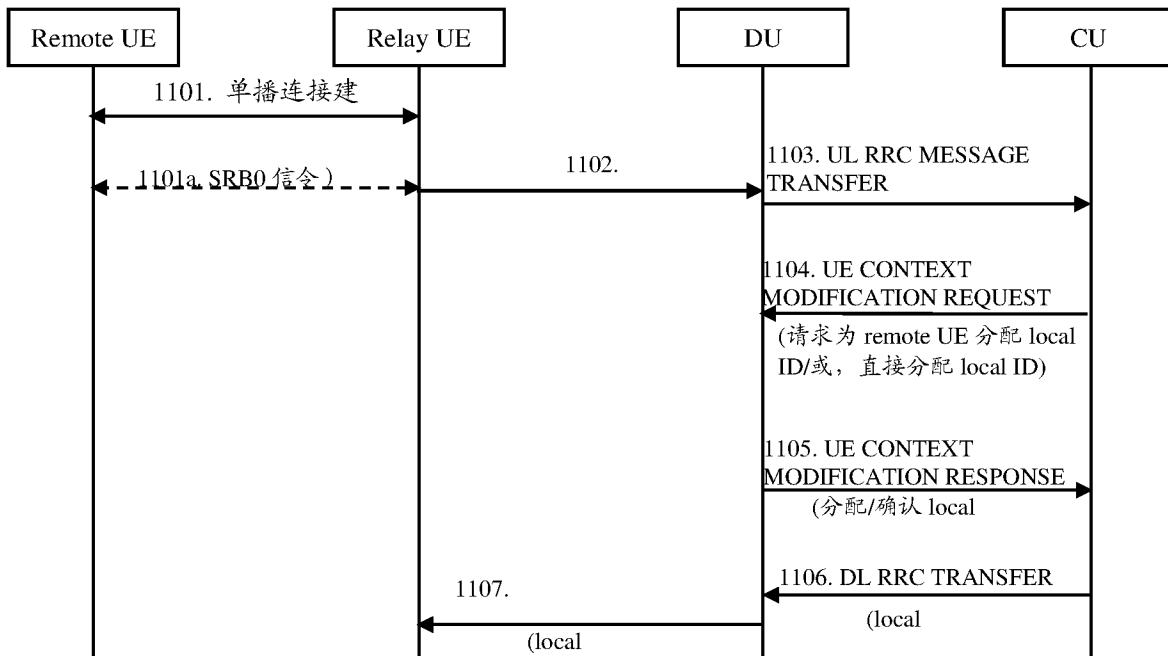 Remote UE
Relay UE
DU
CU
1101. 单播连接建
1101a. SRB0 信令）
1102.
1103. UL RRC MESSAGE
TRANSFER
1104. UE CONTEXT
MODIFICATION REQUEST
(请求为 remote UE 分配 local
ID/或，直接分配 local ID)
1105. UE CONTEXT
MODIFICATION RESPONSE
(分配/确认 local
1106. DL RRC TRANSFER
(local
1107.
(local